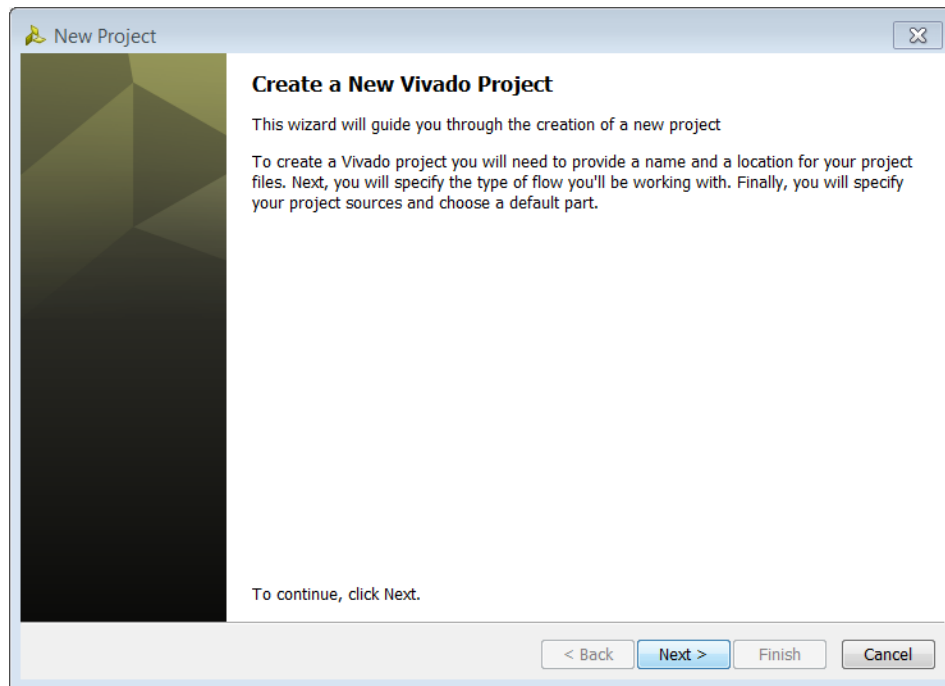 New Project
Create a New Vivado Project
This wizard will guide you through the creation of a new project
To create a Vivado project you will need to provide a name and a location for your project
files. Next, you will specify the type of flow you'll be working with. Finally, you will specify
your project sources and choose a default part.
To continue, click Next.
< Back Next > Finish Cancel